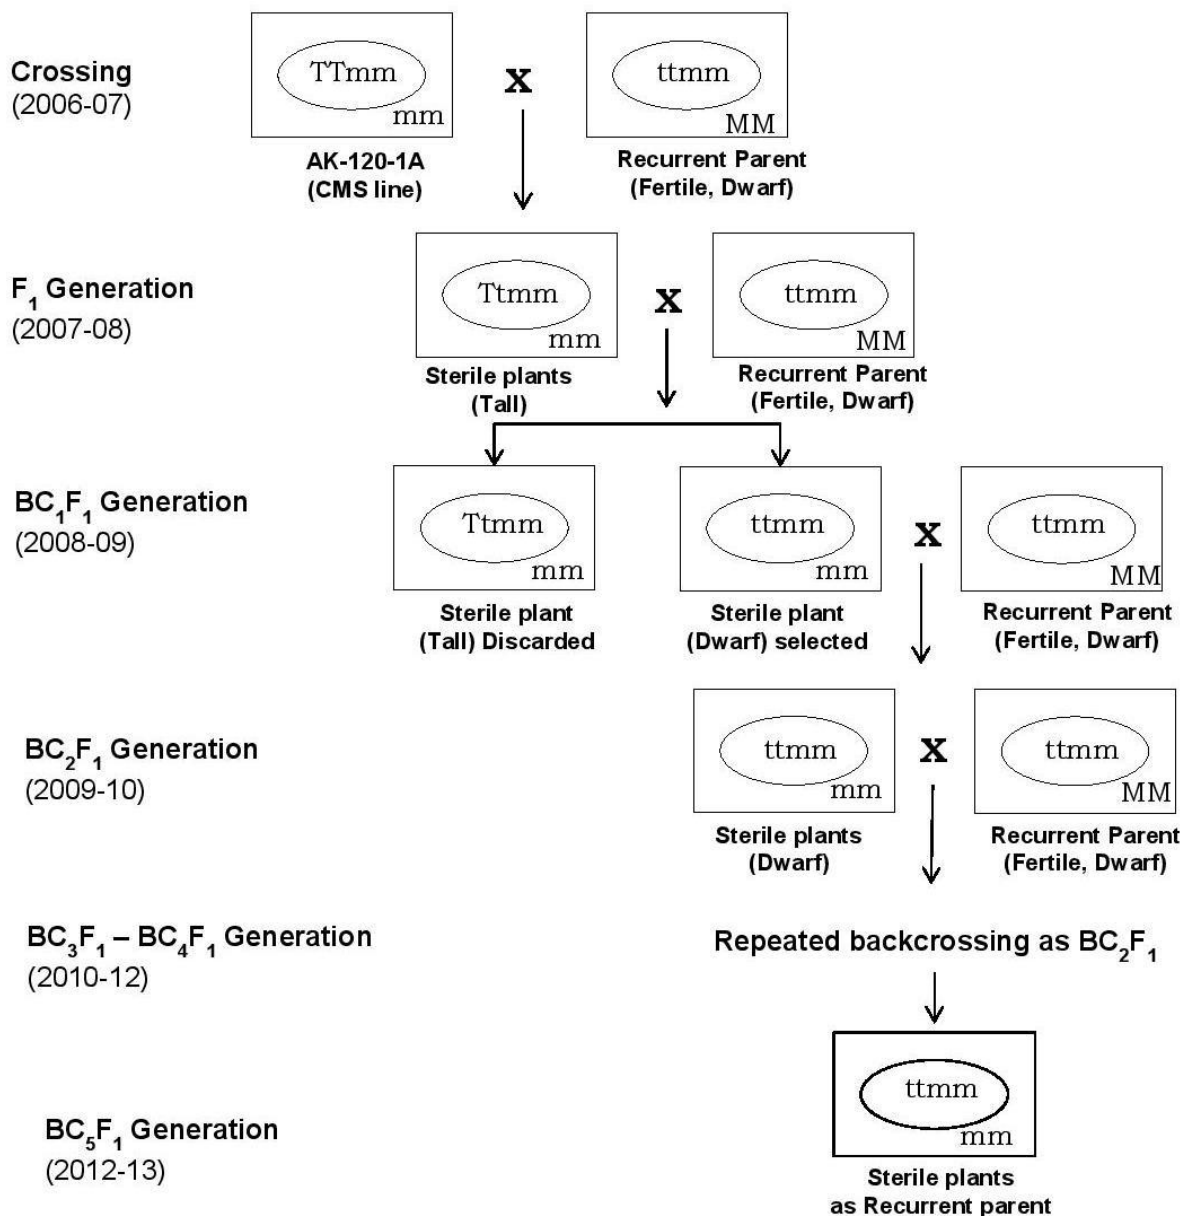 Crossing
(2006-07)
TTmm
mm
X
ttmm
MM
AK-120-1A
(CMS line)
Recurrent Parent
(Fertile, Dwarf)
F₁ Generation
(2007-08)
Ttmm
mm
X
ttmm
MM
Sterile plants
(Tall)
Recurrent Parent
(Fertile, Dwarf)
BC₁F₁ Generation
(2008-09)
Ttmm
mm
ttmm
mm
X
ttmm
MM
Sterile plant
(Tall) Discarded
Sterile plant
(Dwarf) selected
Recurrent Parent
(Fertile, Dwarf)
BC₂F₁ Generation
(2009-10)
ttmm
mm
X
ttmm
MM
Sterile plants
(Dwarf)
Recurrent Parent
(Fertile, Dwarf)
BC₃F₁ – BC₄F₁ Generation
(2010-12)
Repeated backcrossing as BC₂F₁
BC₅F₁ Generation
(2012-13)
ttmm
mm
Sterile plants
as Recurrent parent